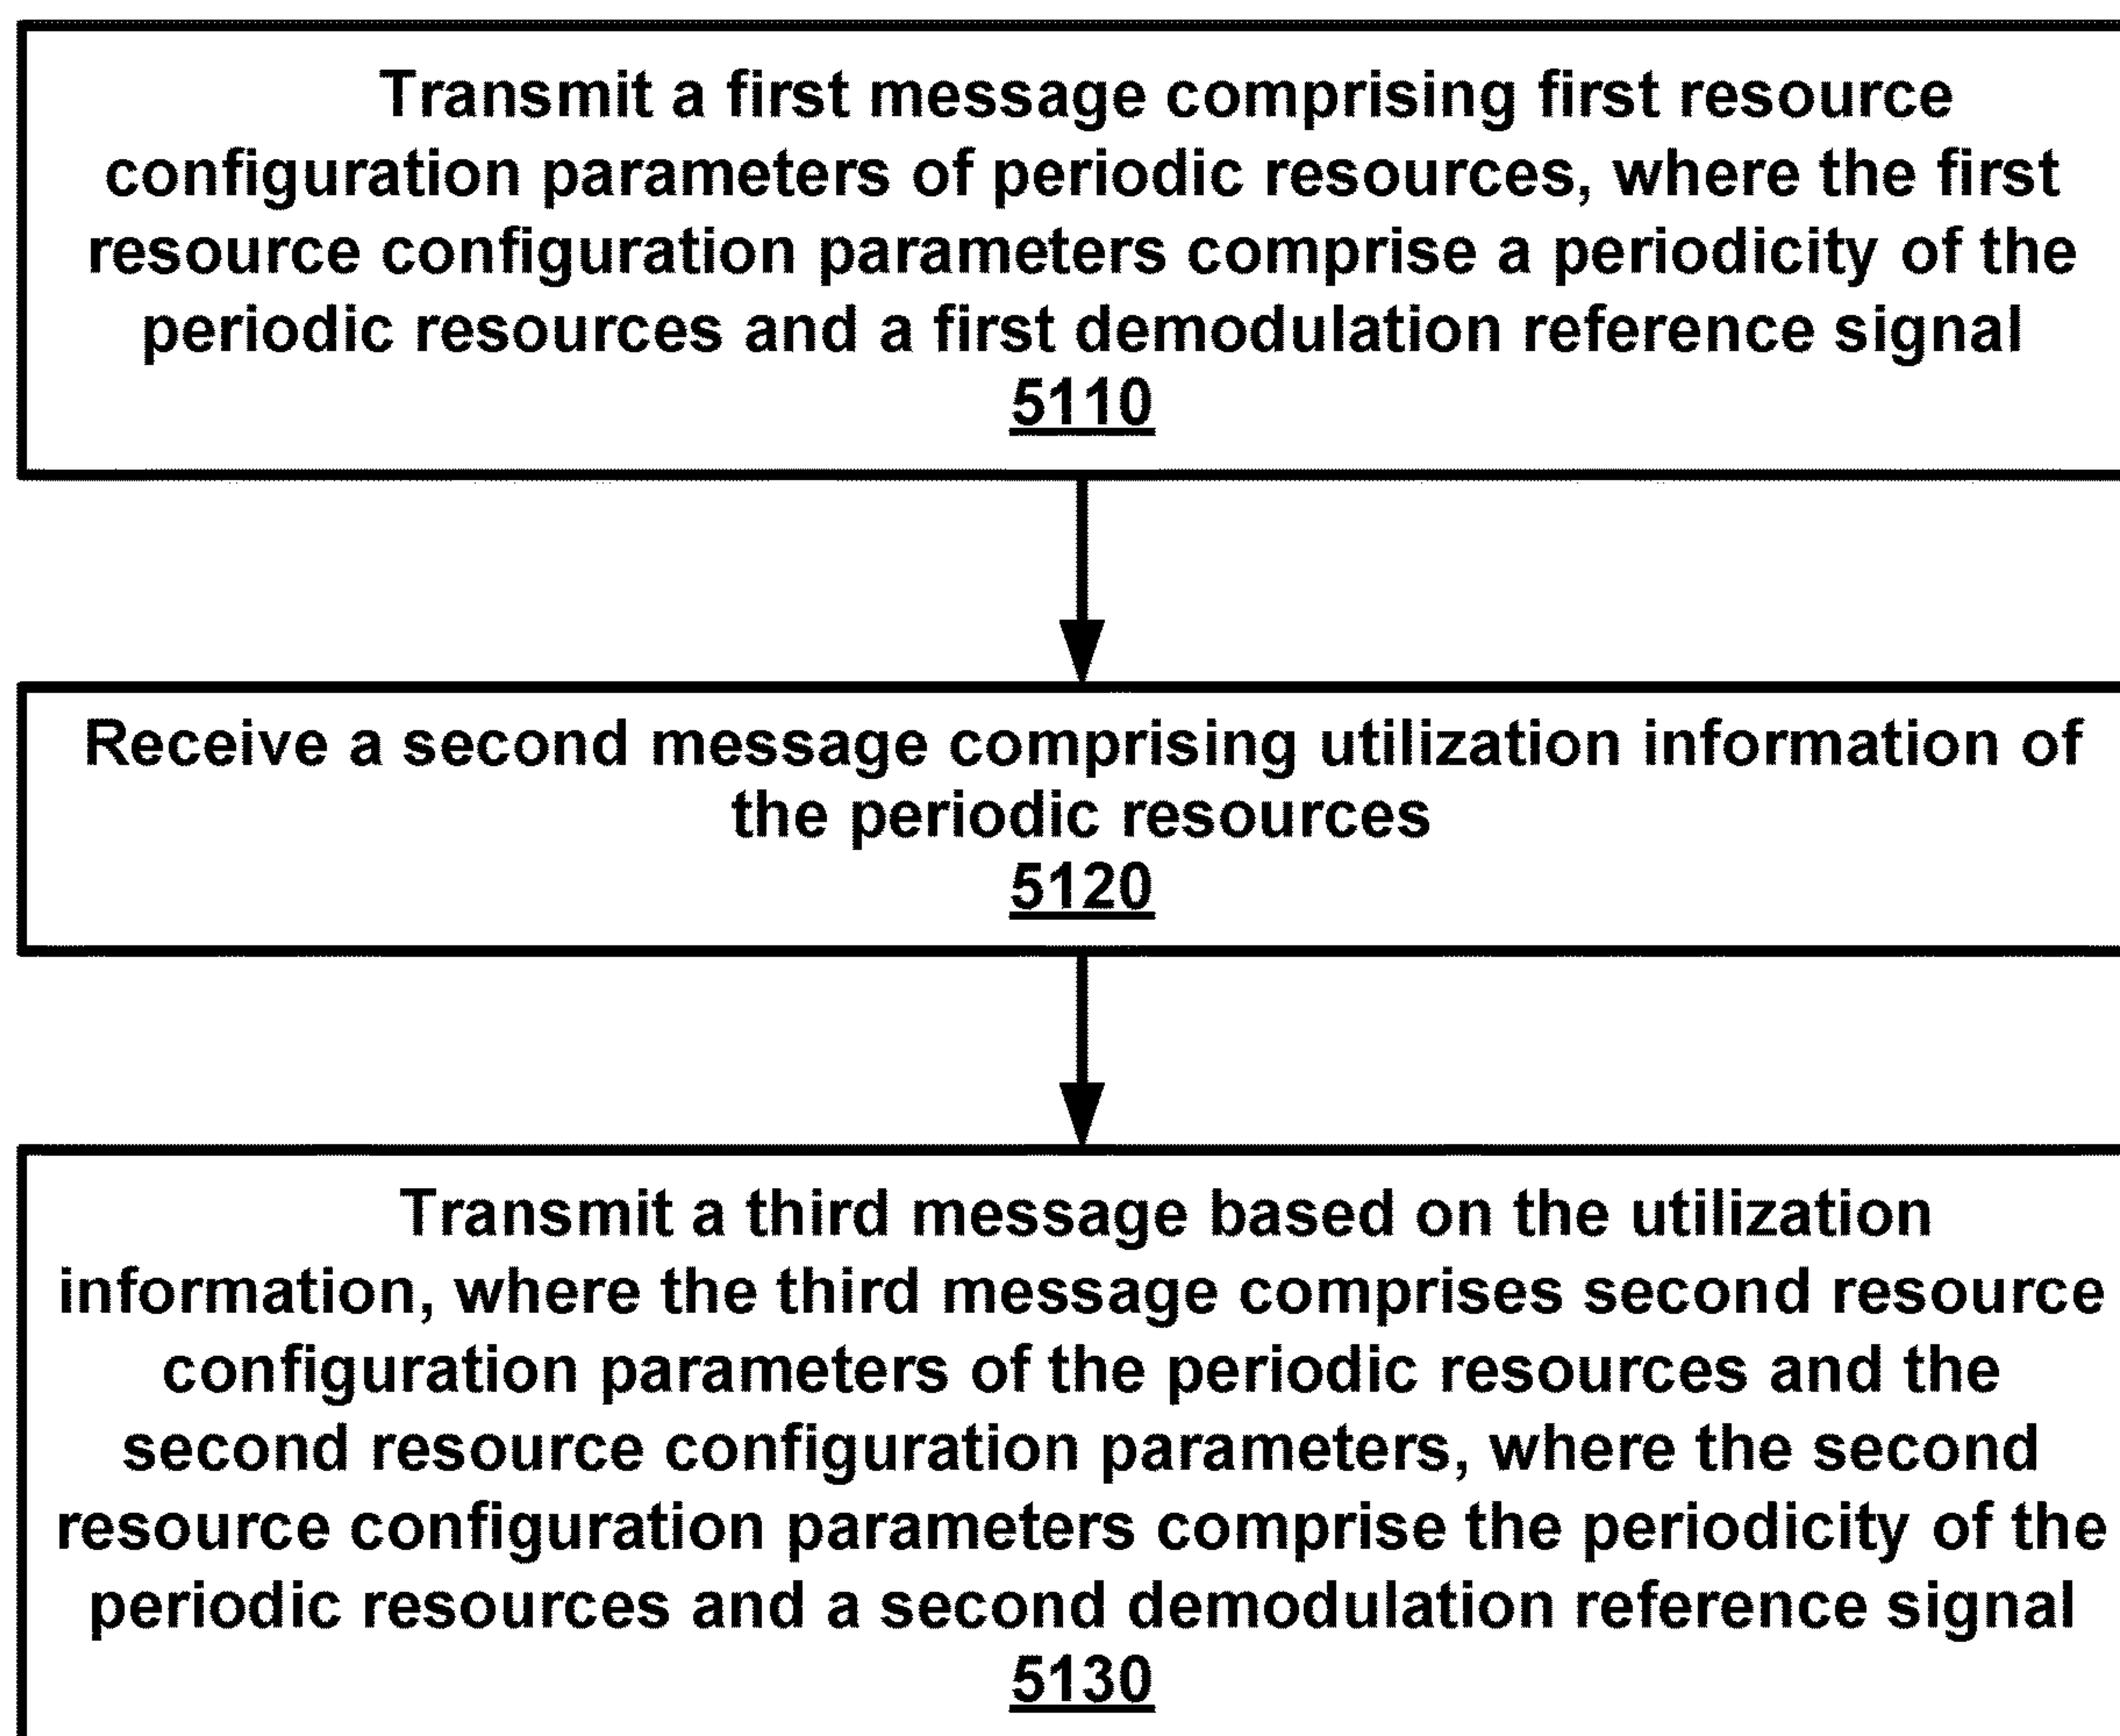 Transmit a first message comprising first resource
configuration parameters of periodic resources, where the first
resource configuration parameters comprise a periodicity of the
periodic resources and a first demodulation reference signal
5110
Receive a second message comprising utilization information of
the periodic resources
5120
Transmit a third message based on the utilization
information, where the third message comprises second resource
configuration parameters of the periodic resources and the
second resource configuration parameters, where the second
resource configuration parameters comprise the periodicity of the
periodic resources and a second demodulation reference signal
5130